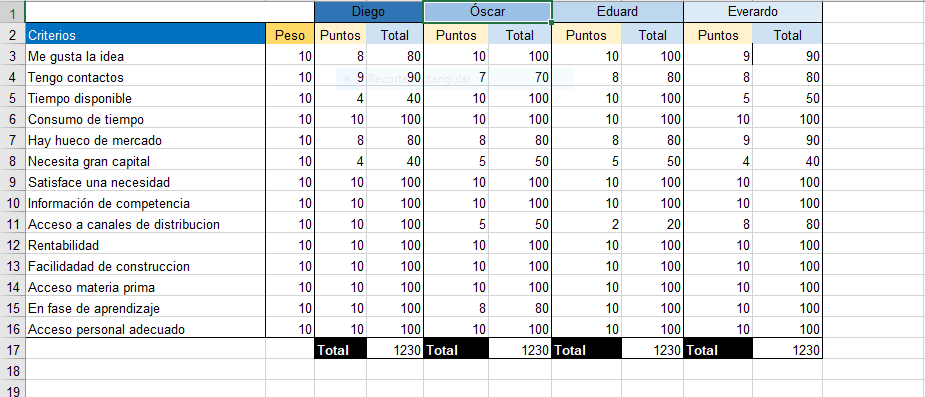 1 Diego Óscar Eduard Everardo
2 Criterios Peso Puntos Total Puntos Total Puntos Total Puntos Total
3 Me gusta la idea 10 8 80 10 100 10 100 9 90
4 Tengo contactos 10 9 90 7 70 8 80 8 80
5 Tiempo disponible 10 4 40 10 100 10 100 5 50
6 Consumo de tiempo 10 10 100 10 100 10 100 10 100
7 Hay hueco de mercado 10 8 80 8 80 8 80 9 90
8 Necesita gran capital 10 4 40 5 50 5 50 4 40
9 Satisface una necesidad 10 10 100 10 100 10 100 10 100
10 Información de competencia 10 10 100 10 100 10 100 10 100
11 Acceso a canales de distribucion 10 10 100 5 50 2 20 8 80
12 Rentabilidad 10 10 100 10 100 10 100 10 100
13 Facilidadad de construccion 10 10 100 10 100 10 100 10 100
14 Acceso materia prima 10 10 100 10 100 10 100 10 100
15 En fase de aprendizaje 10 10 100 8 80 10 100 10 100
16 Acceso personal adecuado 10 10 100 10 100 10 100 10 100
17 Total 1230 Total 1230 Total 1230 Total 1230
18
19